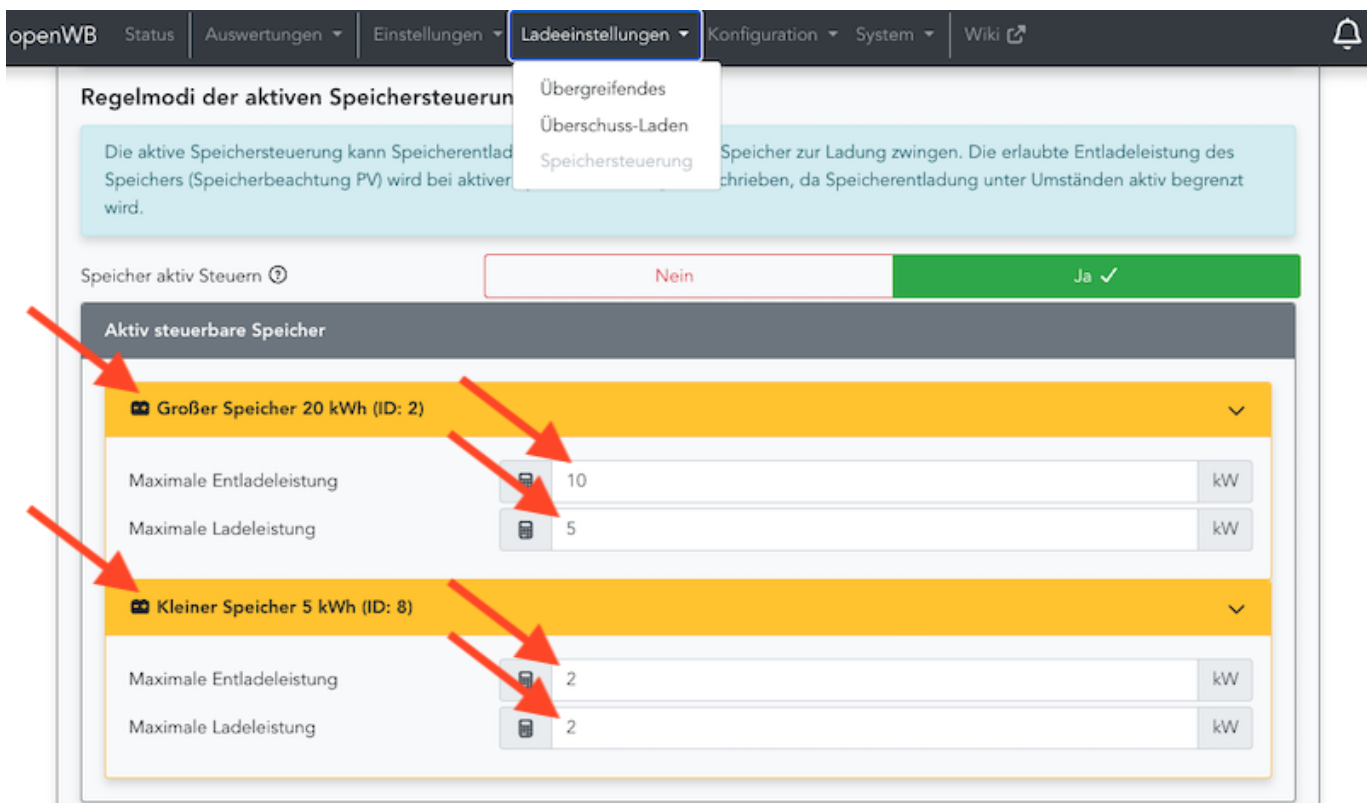 openWB Status Auswertungen Einstellungen Ladeeinstellungen Konfiguration System Wiki
Übergreifendes
Überschuss-Laden
Speichersteuerung
Regelmodi der aktiven Speichersteuerun
Die aktive Speichersteuerung kann Speicherentlad Speicher zur Ladung zwingen. Die erlaubte Entladeleistung des
Speichers (Speicherbeachtung PV) wird bei aktiver chrieben, da Speicherentladung unter Umständen aktiv begrenzt
wird.
Speicher aktiv Steuern Nein Ja
Aktiv steuerbare Speicher
Großer Speicher 20 kWh (ID: 2)
Maximale Entladeleistung 10 kW
Maximale Ladeleistung 5 kW
Kleiner Speicher 5 kWh (ID: 8)
Maximale Entladeleistung 2 kW
Maximale Ladeleistung 2 kW